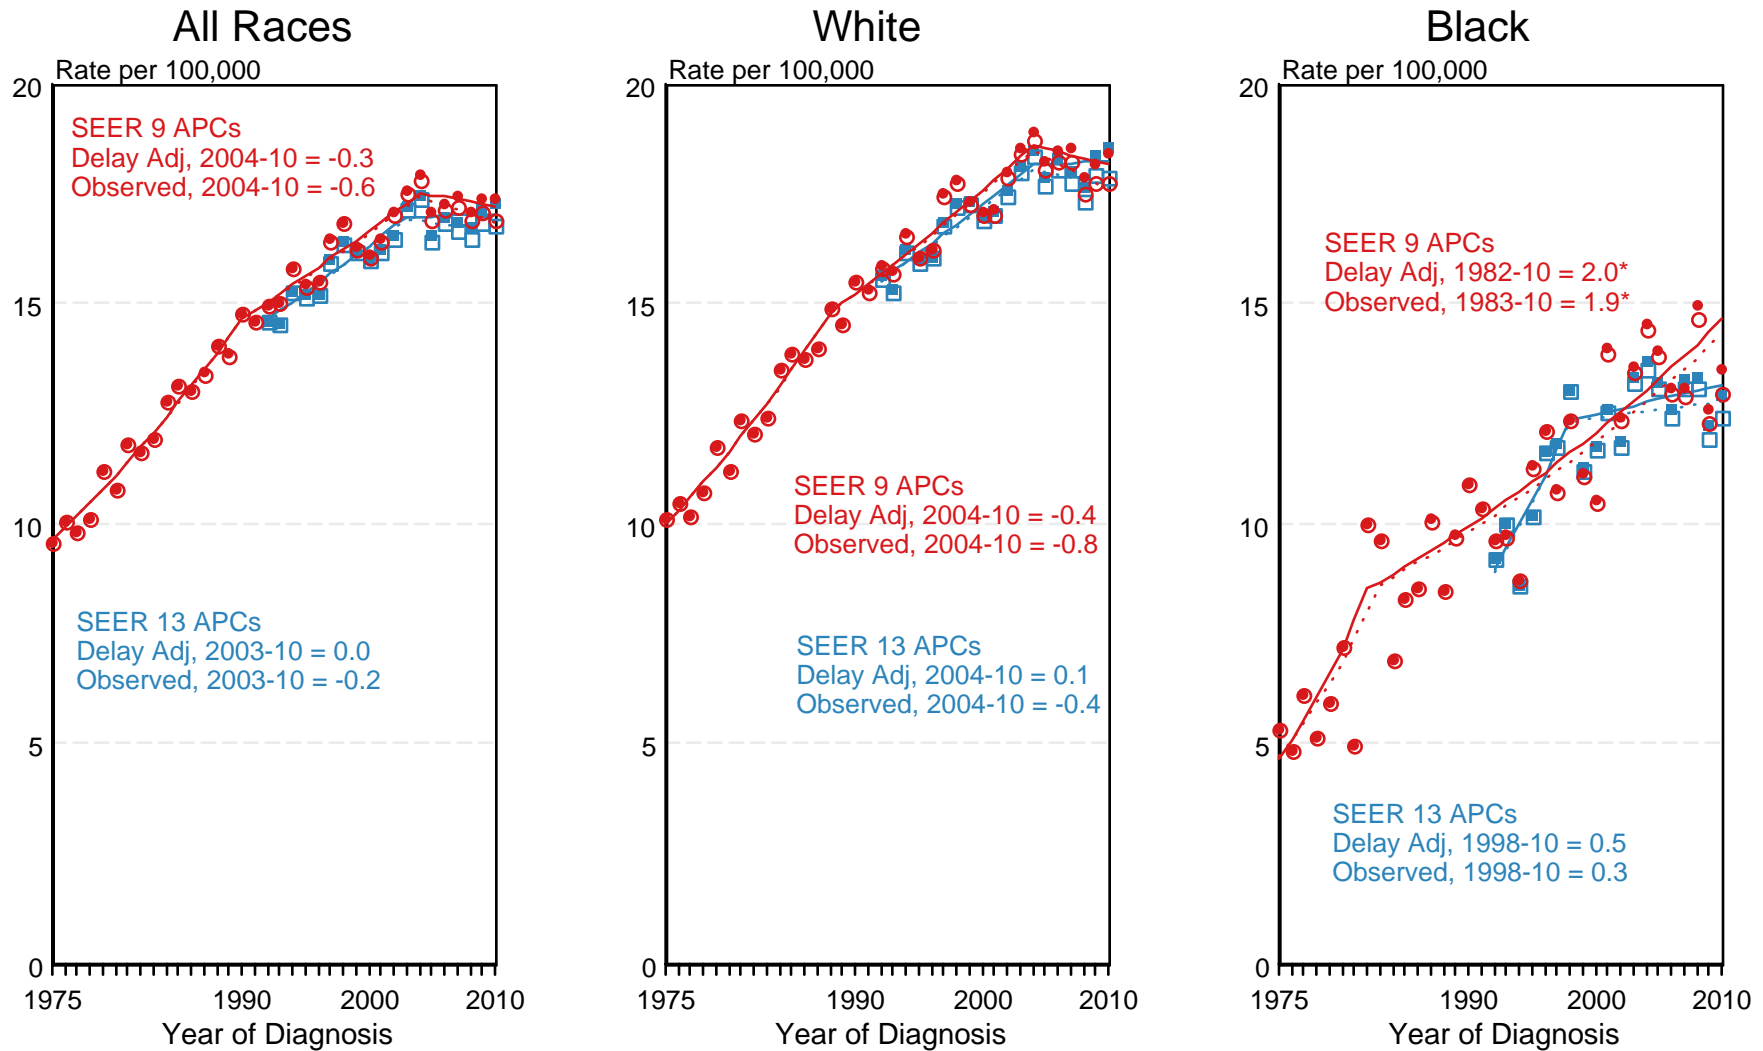 All Races
Rate per 100,000
20
15
10
5
0
SEER 9 APCs
Delay Adj, 2004-10 = -0.3
Observed, 2004-10 = -0.6
SEER 13 APCs
Delay Adj, 2003-10 = 0.0
Observed, 2003-10 = -0.2
1975
1990
2000
2010
Year of Diagnosis
White
Rate per 100,000
20
15
10
5
0
SEER 9 APCs
Delay Adj, 2004-10 = -0.4
Observed, 2004-10 = -0.8
SEER 13 APCs
Delay Adj, 2004-10 = 0.1
Observed, 2004-10 = -0.4
1975
1990
2000
2010
Year of Diagnosis
Black
Rate per 100,000
20
15
10
5
0
SEER 9 APCs
Delay Adj, 1982-10 = 2.0*
Observed, 1983-10 = 1.9*
SEER 13 APCs
Delay Adj, 1998-10 = 0.5
Observed, 1998-10 = 0.3
1975
1990
2000
2010
Year of Diagnosis